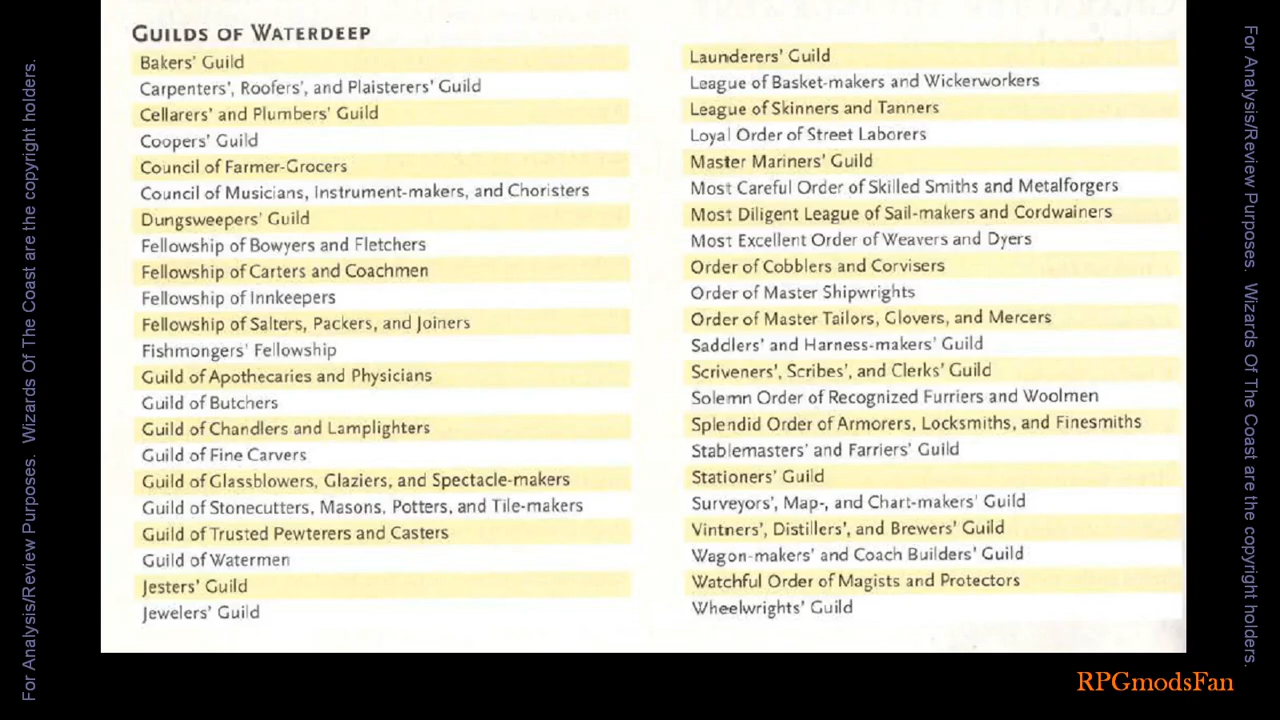 GUILDS OF WATERDEEP
Bakers' Guild
Carpenters', Roofers', and Plaisterers' Guild
Cellarers' and Plumbers' Guild
Coopers' Guild
Council of Farmer-Grocers
Council of Musicians, Instrument-makers, and Choristers
Dungsweepers' Guild
Fellowship of Bowyers and Fletchers
Fellowship of Carters and Coachmen
Fellowship of Innkeepers
Fellowship of Salters, Packers, and Joiners
Fishmongers' Fellowship
Guild of Apothecaries and Physicians
Guild of Butchers
Guild of Chandlers and Lamplighters
Guild of Fine Carvers
Guild of Glassblowers, Glaziers, and Spectacle-makers
Guild of Stonecutters, Masons, Potters, and Tile-makers
Guild of Trusted Pewterers and Casters
Guild of Watermen
Jesters' Guild
Jewelers' Guild
Launderers' Guild
League of Basket-makers and Wickerworkers
League of Skinners and Tanners
Loyal Order of Street Laborers
Master Mariners' Guild
Most Careful Order of Skilled Smiths and Metalforgers
Most Diligent League of Sail-makers and Cordwainers
Most Excellent Order of Weavers and Dyers
Order of Cobblers and Corvisers
Order of Master Shipwrights
Order of Master Tailors, Glovers, and Mercers
Saddlers' and Harness-makers' Guild
Scriveners', Scribes', and Clerks' Guild
Solemn Order of Recognized Furriers and Woolmen
Splendid Order of Armorers, Locksmiths, and Finesmiths
Stablemasters' and Farriers' Guild
Stationers' Guild
Surveyors', Map-, and Chart-makers' Guild
Vintners', Distillers', and Brewers' Guild
Wagon-makers' and Coach Builders' Guild
Watchful Order of Magists and Protectors
Wheelwrights' Guild
For Analysis/Review Purposes. Wizards Of The Coast are the copyright holders.
For Analysis/Review Purposes. Wizards Of The Coast are the copyright holders.
RPGmodsFan